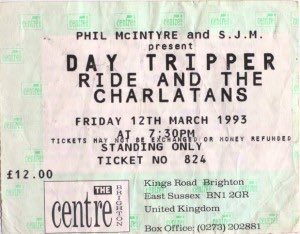 PHIL McINTYRE AND S.J.M.
present
DAY TRIPPER
RIDE AND THE
CHARLATANS
FRIDAY 12TH MARCH 1993
AT 7:30PM
TICKETS MAY NOT BE EXCHANGED OR MONEY REFUNDED
STANDING ONLY
TICKET NO 824
£12.00
THE
centre
BRIGHTON
Kings Road Brighton
East Sussex BN1 2GR
United Kingdom
Box Office: (0273) 202881